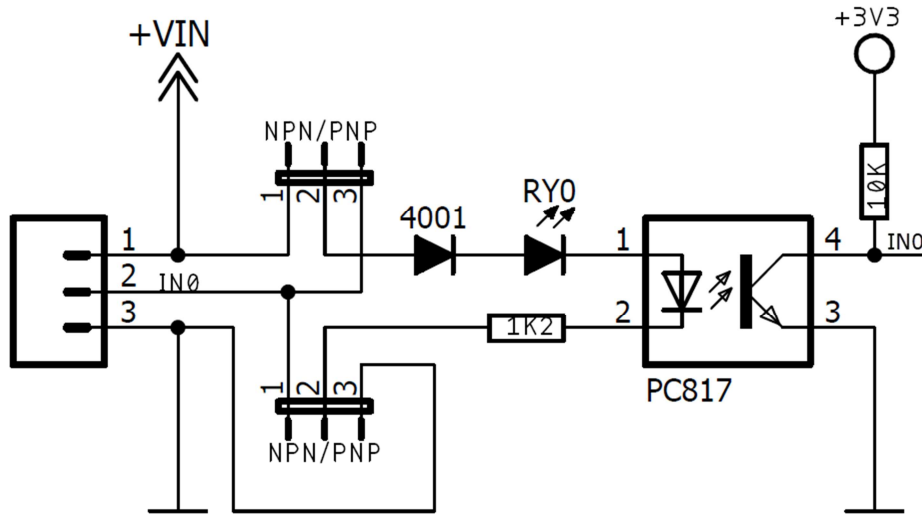 +3V3
+VIN
NPN/PNP
1 2 3
10K
4001
RY0
1
2
3
IN0
1
2
4
3
IN0
1K2
PC817
1 2 3
NPN/PNP